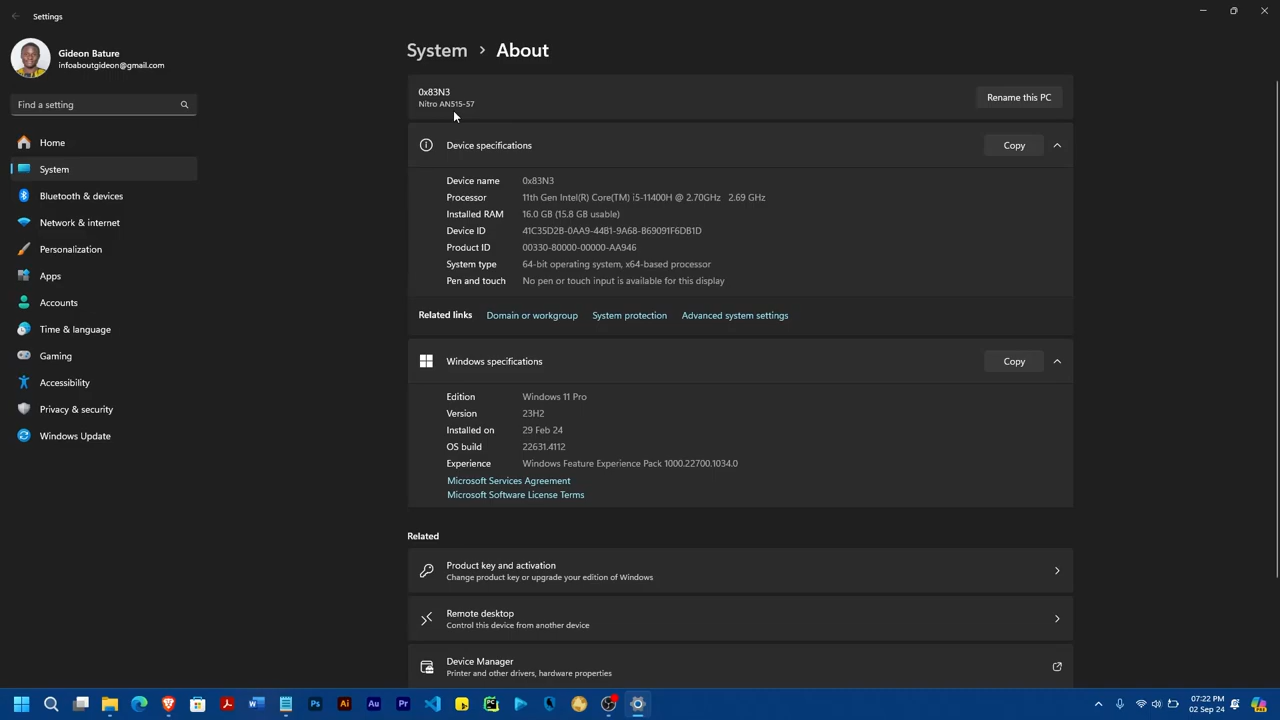 Settings
Gideon Bature
infoaboutgideon@gmail.com
Find a setting
Home
System
Bluetooth & devices
Network & internet
Personalization
Apps
Accounts
Time & language
Gaming
Accessibility
Privacy & security
Windows Update
System > About
0x83N3
Nitro AN515-57
Rename this PC
Device specifications
Copy
Device name 0x83N3
Processor 11th Gen Intel(R) Core(TM) i5-11400H @ 2.70GHz 2.69 GHz
Installed RAM 16.0 GB (15.8 GB usable)
Device ID 41C35D2B-0AA9-44B1-9A68-B69091F6DB1D
Product ID 00330-80000-00000-AA946
System type 64-bit operating system, x64-based processor
Pen and touch No pen or touch input is available for this display
Related links Domain or workgroup System protection Advanced system settings
Windows specifications
Copy
Edition Windows 11 Pro
Version 23H2
Installed on 29 Feb 24
OS build 22631.4112
Experience Windows Feature Experience Pack 1000.22700.1034.0
Microsoft Services Agreement
Microsoft Software License Terms
Related
Product key and activation
Change product key or upgrade your edition of Windows
Remote desktop
Control this device from another device
Device Manager
Printer and other drivers, hardware properties
Ps
Ai
Au
Pr
07:22 PM
02 Sep 24